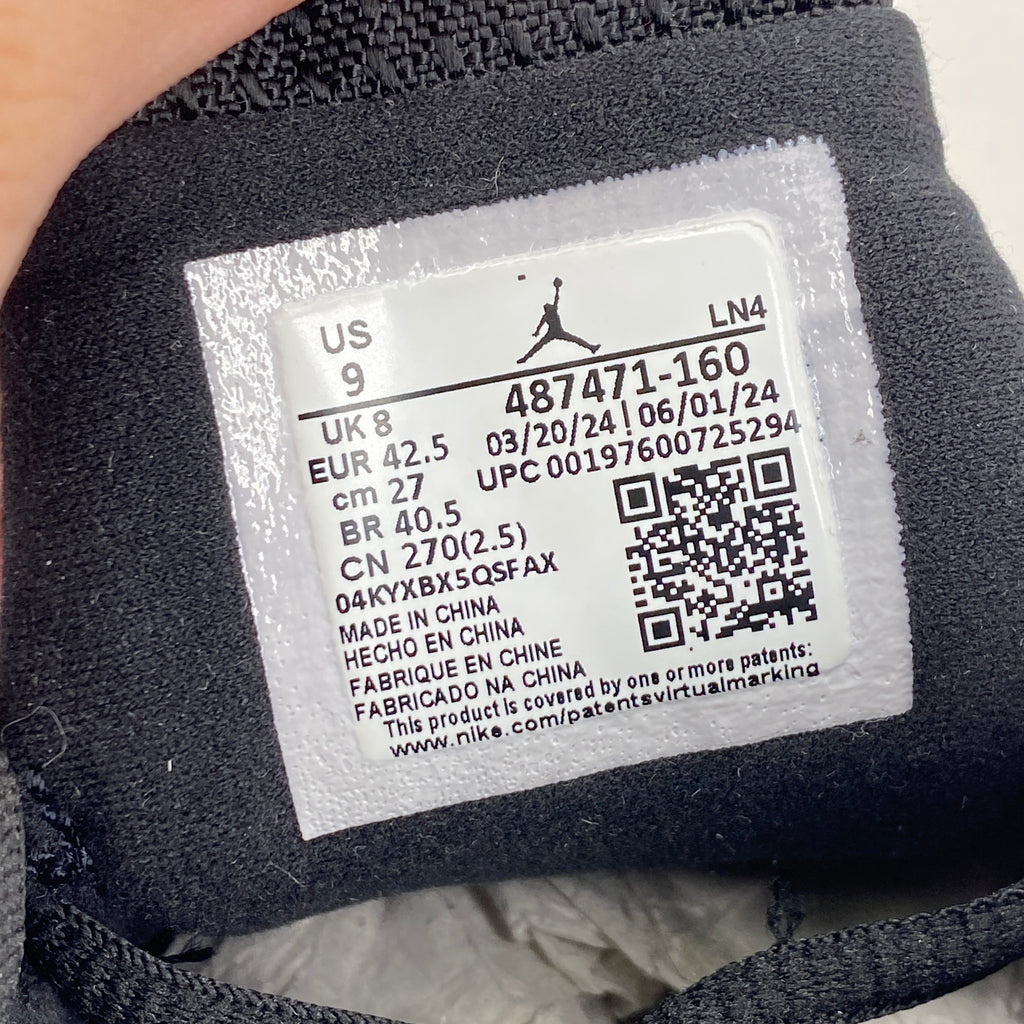 US
9
LN4
487471-160
03/20/24! 06/01/24
UPC 00197600725294
UK 8
EUR 42.5
cm 27
BR 40.5
CN 270(2.5)
04KYXBX5QSFAX
MADE IN CHINA
HECHO EN CHINA
FABRIQUE EN CHINE
FABRICADO NA CHINA
This product is covered by one or more patents:
www.nike.com/patentsvirtualmarking